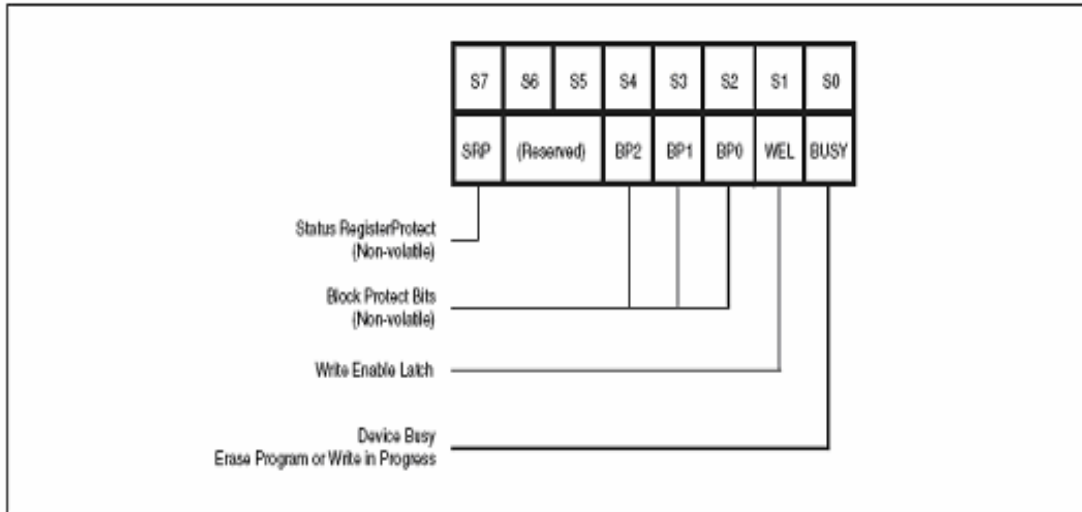 S7 S6 S5 S4 S3 S2 S1 S0
SRP (Reserved) BP2 BP1 BP0 WEL BUSY
Status RegisterProtect
(Non-volatile)
Block Protect Bits
(Non-volatile)
Write Enable Latch
Device Busy
Erase Program or Write in Progress